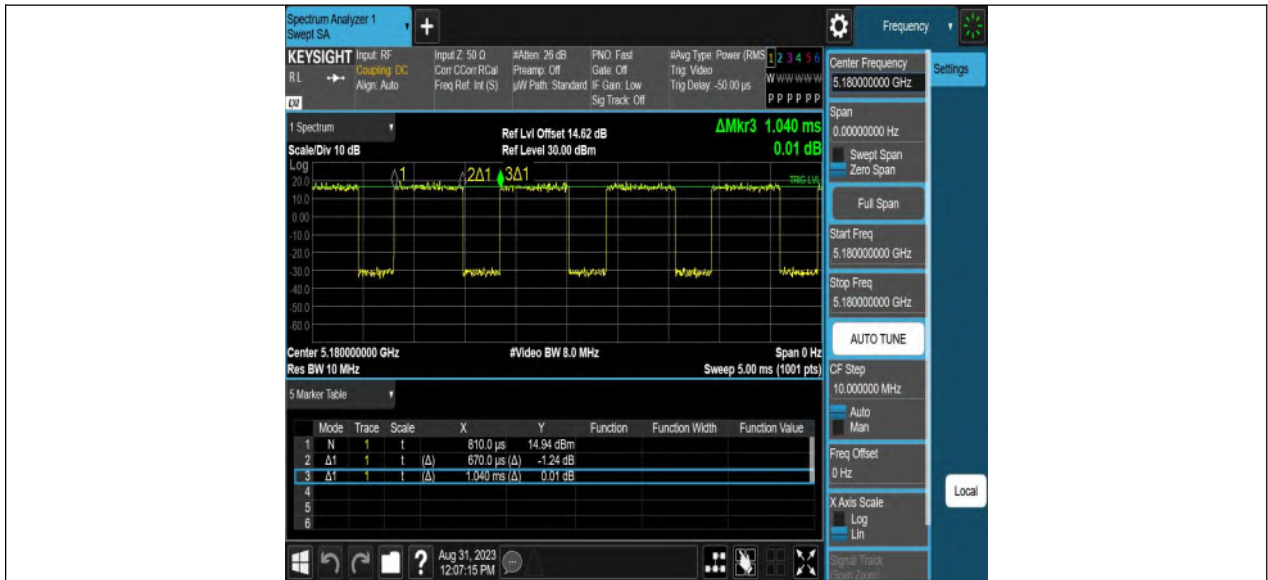 Spectrum Analyzer 1
Swept SA
+
Frequency
KEYSIGHT
RL
LXI
Input: RF
Coupling: DC
Align: Auto
Input Z: 50 Ω
Corr CCorr RCal
Freq Ref: Int (S)
#Atten: 26 dB
Preamp: Off
µW Path: Standard
PNO: Fast
Gate: Off
IF Gain: Low
Sig Track: Off
#Avg Type: Power (RMS
Trig: Video
Trig Delay: -50.00 µs
1 2 3 4 5 6
W W W W W W
P P P P P P
Center Frequency
5.180000000 GHz
Settings
Span
0.00000000 Hz
Swept Span
Zero Span
Full Span
Start Freq
5.180000000 GHz
Stop Freq
5.180000000 GHz
AUTO TUNE
CF Step
10.000000 MHz
Auto
Man
Freq Offset
0 Hz
X Axis Scale
Log
Lin
Signal Track
(Span Zoom)
Local
1 Spectrum
Scale/Div 10 dB
Ref Lvl Offset 14.62 dB
Ref Level 30.00 dBm
ΔMkr3 1.040 ms
0.01 dB
Log
1
2Δ1
3Δ1
TRIG LVL
20.0
10.0
0.00
-10.0
-20.0
-30.0
-40.0
-50.0
-60.0
Center 5.180000000 GHz
#Video BW 8.0 MHz
Span 0 Hz
Res BW 10 MHz
Sweep 5.00 ms (1001 pts)
5 Marker Table
Mode Trace Scale X Y Function Function Width Function Value
1 N 1 t 810.0 µs 14.94 dBm
2 Δ1 1 t (Δ) 670.0 µs (Δ) -1.24 dB
3 Δ1 1 t (Δ) 1.040 ms (Δ) 0.01 dB
4
5
6
?
Aug 31, 2023
12:07:15 PM